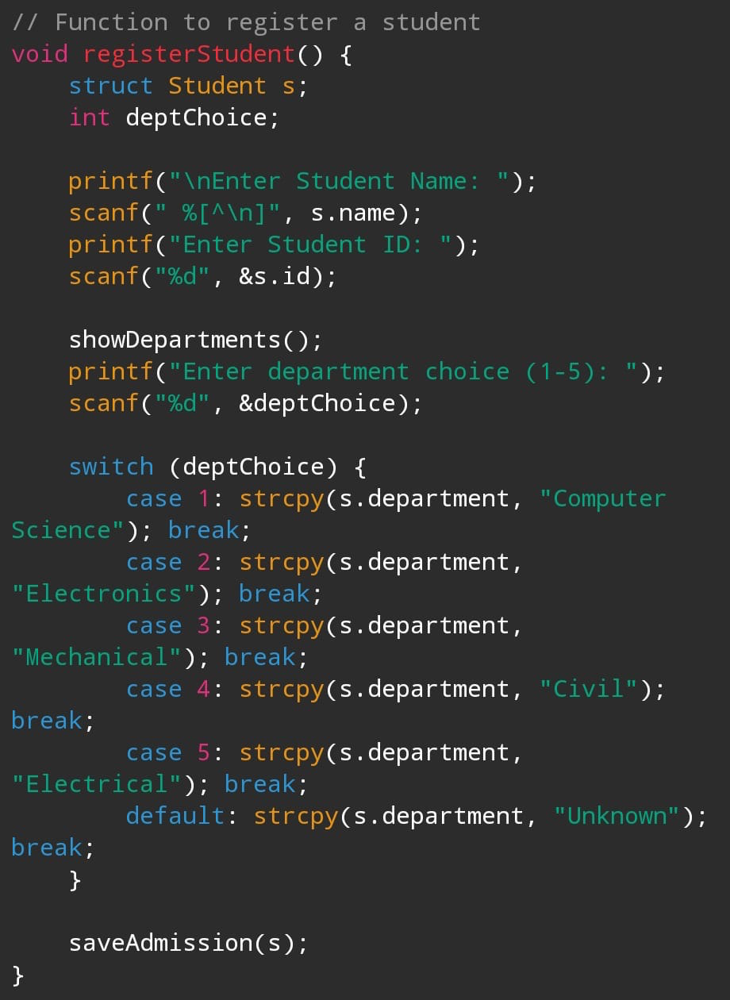 // Function to register a student
void registerStudent() {
    struct Student s;
    int deptChoice;

    printf("\nEnter Student Name: ");
    scanf(" %[^\n]", s.name);
    printf("Enter Student ID: ");
    scanf("%d", &s.id);

    showDepartments();
    printf("Enter department choice (1-5): ");
    scanf("%d", &deptChoice);

    switch (deptChoice) {
        case 1: strcpy(s.department, "Computer
Science"); break;
        case 2: strcpy(s.department,
"Electronics"); break;
        case 3: strcpy(s.department,
"Mechanical"); break;
        case 4: strcpy(s.department, "Civil");
break;
        case 5: strcpy(s.department,
"Electrical"); break;
        default: strcpy(s.department, "Unknown");
break;
    }

    saveAdmission(s);
}